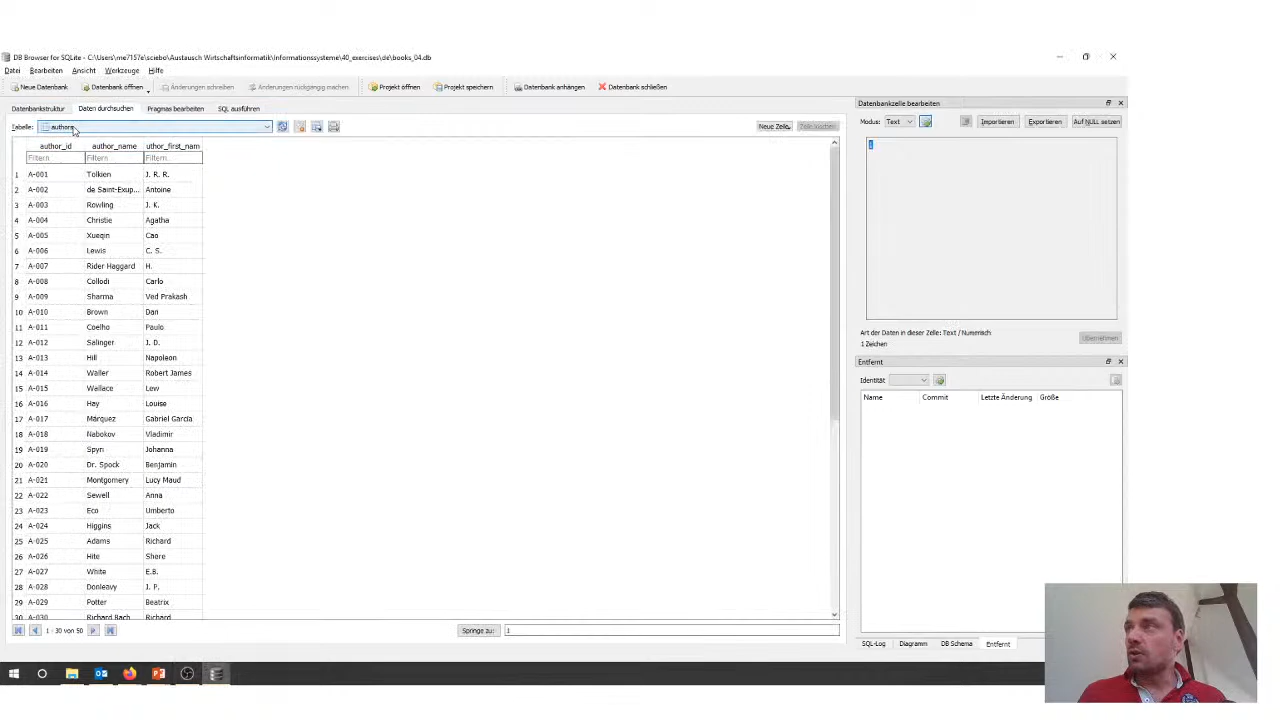 DB Browser for SQLite - C:\Users\me7157e\sciebo\Austausch Wirtschaftsinformatik\Informationssysteme\40_exercises\de\books_04.db
Datei Bearbeiten Ansicht Werkzeuge Hilfe
Neue Datenbank Datenbank öffnen Änderungen schreiben Änderungen rückgängig machen Projekt öffnen Projekt speichern Datenbank anhängen Datenbank schließen
Datenbankstruktur Daten durchsuchen Pragmas bearbeiten SQL ausführen
Tabelle: authors Neue Zeile Zeile löschen
author_id author_name uthor_first_nam
Filtern Filtern Filtern
1 A-001 Tolkien J. R. R.
2 A-002 de Saint-Exup... Antoine
3 A-003 Rowling J. K.
4 A-004 Christie Agatha
5 A-005 Xueqin Cao
6 A-006 Lewis C. S.
7 A-007 Rider Haggard H.
8 A-008 Collodi Carlo
9 A-009 Sharma Ved Prakash
10 A-010 Brown Dan
11 A-011 Coelho Paulo
12 A-012 Salinger J. D.
13 A-013 Hill Napoleon
14 A-014 Waller Robert James
15 A-015 Wallace Lew
16 A-016 Hay Louise
17 A-017 Márquez Gabriel García
18 A-018 Nabokov Vladimir
19 A-019 Spyri Johanna
20 A-020 Dr. Spock Benjamin
21 A-021 Montgomery Lucy Maud
22 A-022 Sewell Anna
23 A-023 Eco Umberto
24 A-024 Higgins Jack
25 A-025 Adams Richard
26 A-026 Hite Shere
27 A-027 White E.B.
28 A-028 Donleavy J. P.
29 A-029 Potter Beatrix
30 A-030 Richard Bach Richard
1 - 30 von 50 Springe zu: 1
Datenbankzelle bearbeiten
Modus: Text Importieren Exportieren Auf NULL setzen
1
Art der Daten in dieser Zelle: Text / Numerisch
1 Zeichen
Übernehmen
Entfernt
Identität
Name Commit Letzte Änderung Größe
SQL-Log Diagramm DB Schema Entfernt